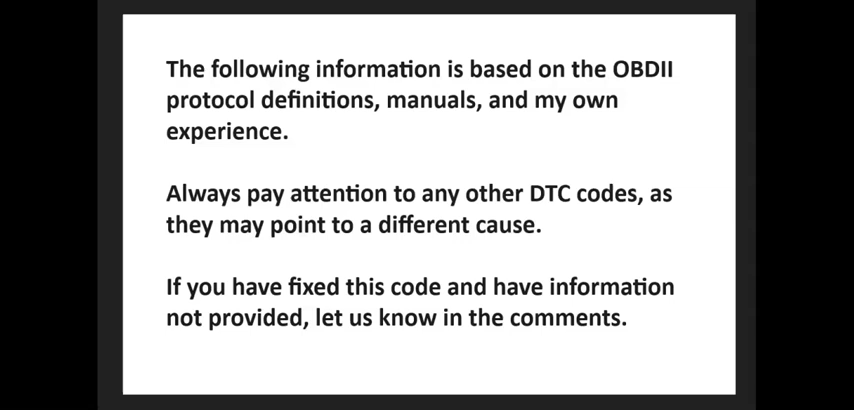 The following information is based on the OBDII
protocol definitions, manuals, and my own
experience.
Always pay attention to any other DTC codes, as
they may point to a different cause.
If you have fixed this code and have information
not provided, let us know in the comments.